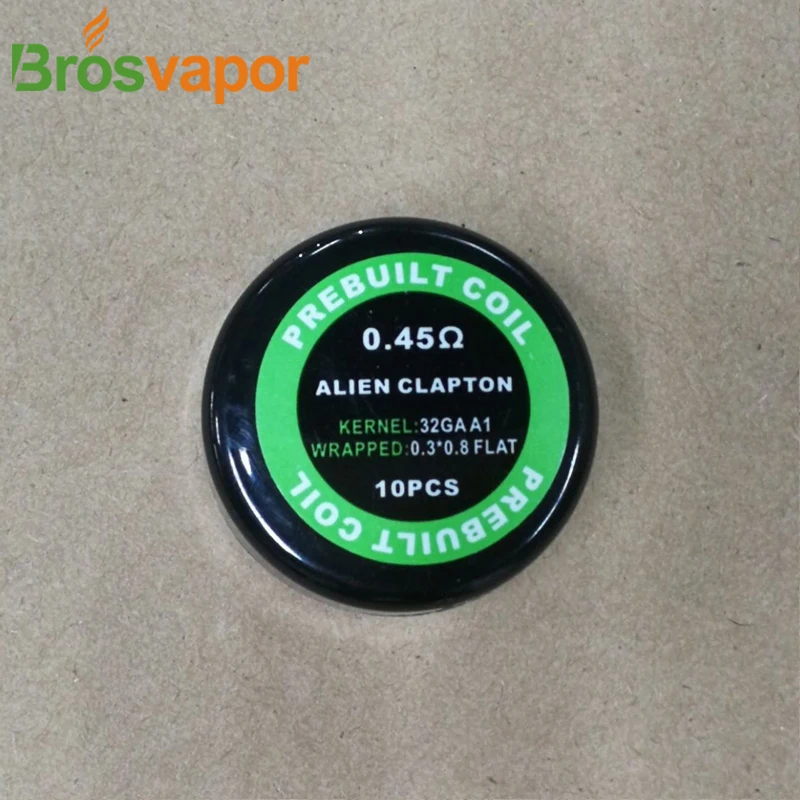 Brosvapor
PREBUILT COIL
0.45Ω
ALIEN CLAPTON
KERNEL:32GA A1
WRAPPED:0.3*0.8 FLAT
10PCS
PREBUILT COIL